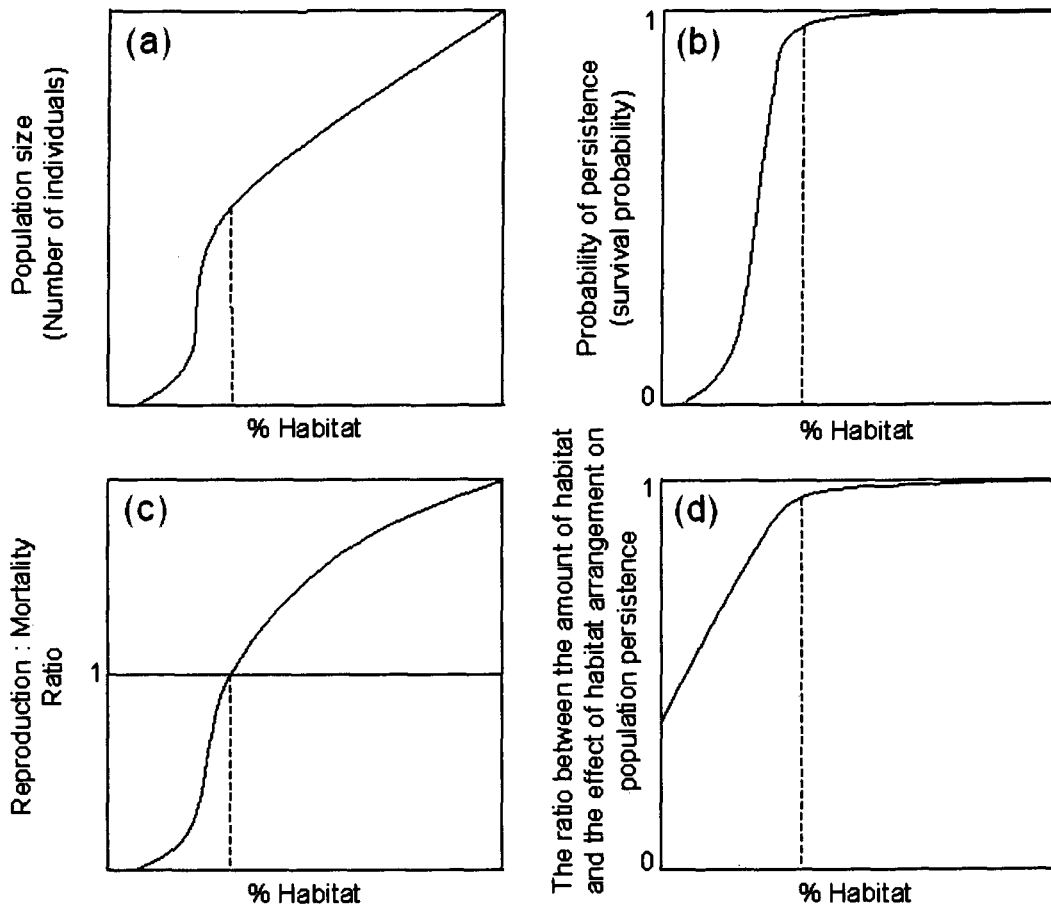 (a)
Population size
(Number of individuals)
% Habitat
(b)
1
0
Probability of persistence
(survival probability)
% Habitat
(c)
1
Reproduction : Mortality
Ratio
% Habitat
(d)
1
0
The ratio between the amount of habitat
and the effect of habitat arrangement on
population persistence
% Habitat